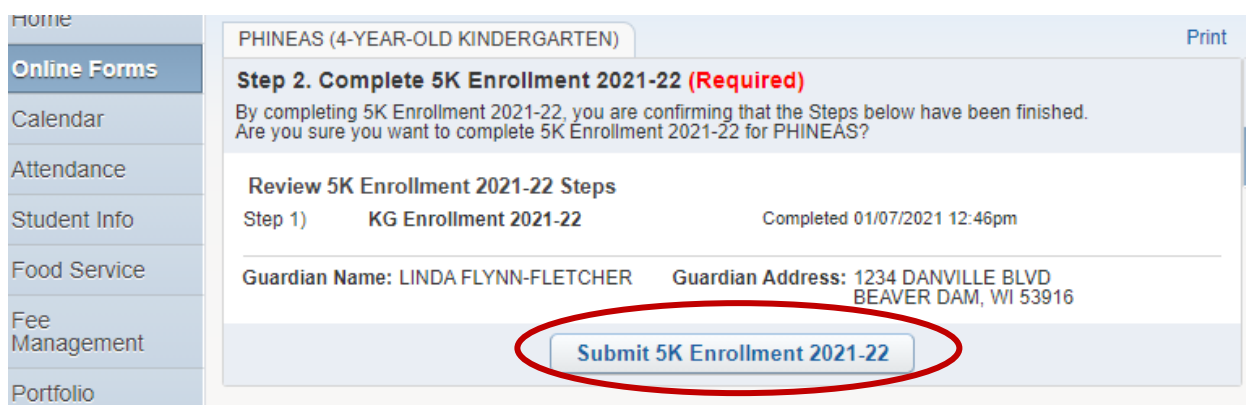 Home
Online Forms
Calendar
Attendance
Student Info
Food Service
Fee
Management
Portfolio
PHINEAS (4-YEAR-OLD KINDERGARTEN)
Print
Step 2. Complete 5K Enrollment 2021-22 (Required)
By completing 5K Enrollment 2021-22, you are confirming that the Steps below have been finished.
Are you sure you want to complete 5K Enrollment 2021-22 for PHINEAS?
Review 5K Enrollment 2021-22 Steps
Step 1) KG Enrollment 2021-22 Completed 01/07/2021 12:46pm
Guardian Name: LINDA FLYNN-FLETCHER Guardian Address: 1234 DANVILLE BLVD
BEAVER DAM, WI 53916
Submit 5K Enrollment 2021-22